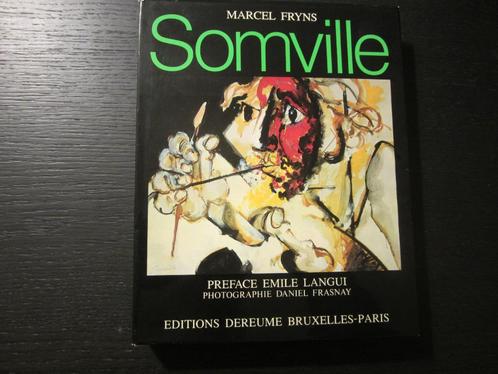 MARCEL FRYNS
Somville
PREFACE EMILE LANGUI
PHOTOGRAPHIE DANIEL FRASNAY
EDITIONS DEREUME BRUXELLES-PARIS